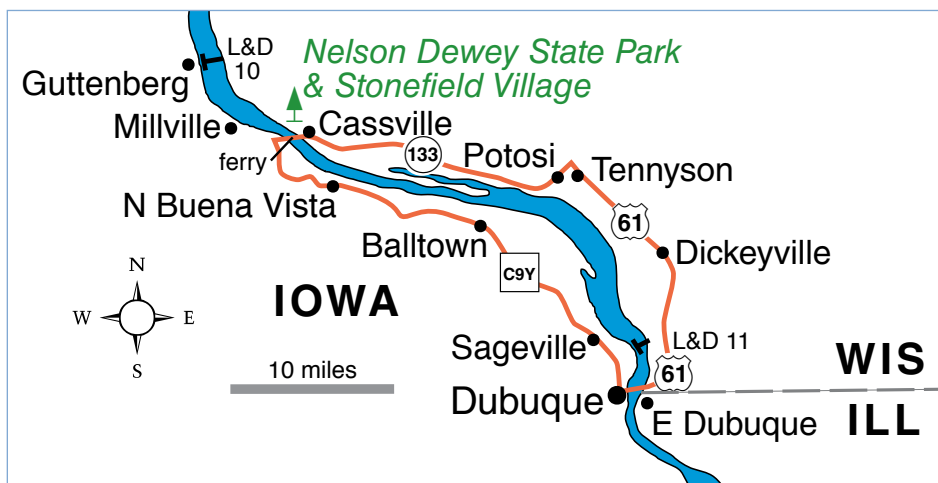 L&D
10
Nelson Dewey State Park
& Stonefield Village
Guttenberg
Millville
Cassville
ferry
133
Potosi
Tennyson
N Buena Vista
61
Balltown
Dickeyville
C9Y
N
W
E
S
IOWA
Sageville
L&D 11
10 miles
61
WIS
Dubuque
E Dubuque
ILL